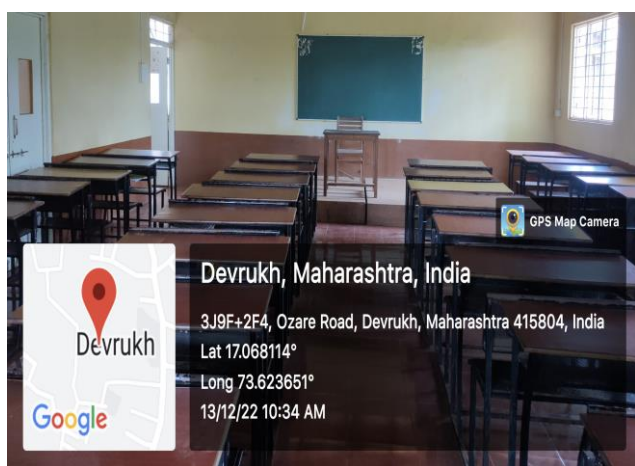 GPS Map Camera
Devrukh, Maharashtra, India
3J9F+2F4, Ozare Road, Devrukh, Maharashtra 415804, India
Lat 17.068114°
Long 73.623651°
13/12/22 10:34 AM
Devrukh
Google